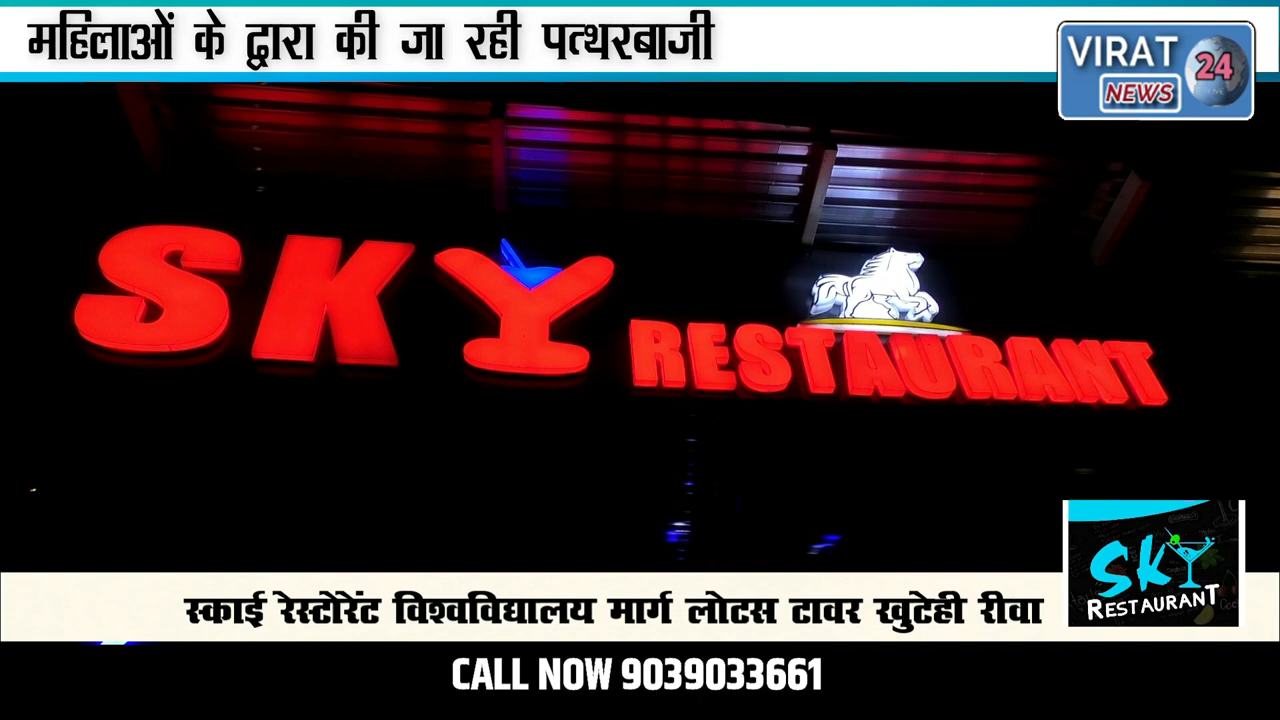 महिलाओं के द्वारा की जा रही पत्थरबाजी
VIRAT
24
NEWS
SKY RESTAURANT
SKY
RESTAURANT
स्काई रेस्टोरेंट विश्वविद्यालय मार्ग लोटस टावर खुटेही रीवा
CALL NOW 9039033661